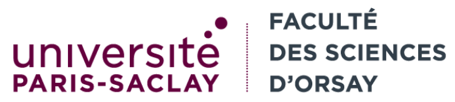 université
PARIS-SACLAY
FACULTÉ
DES SCIENCES
D'ORSAY